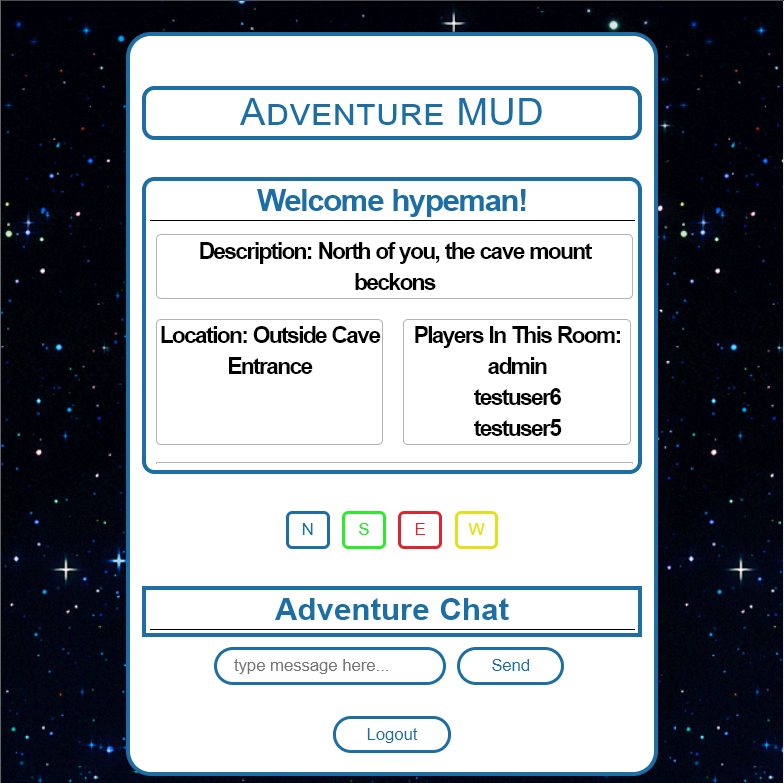 Adventure MUD
Welcome hypeman!
Description: North of you, the cave mount
beckons
Location: Outside Cave
Entrance
Players In This Room:
admin
testuser6
testuser5
N S E W
Adventure Chat
type message here...
Send
Logout